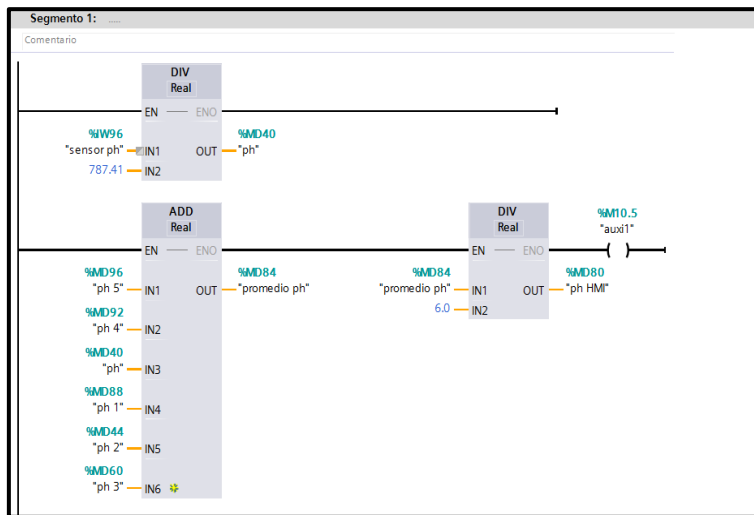 Segmento 1: .....
Comentario
DIV
Real
EN ENO
%IW96 %MD40
"sensor ph" IN1 OUT "ph"
787.41 IN2
ADD
Real
EN ENO
%MD96 %MD84
"ph 5" IN1 OUT "promedio ph"
%MD92
"ph 4" IN2
%MD40
"ph" IN3
%MD88
"ph 1" IN4
%MD44
"ph 2" IN5
%MD60
"ph 3" IN6
DIV
Real
%M10.5
"auxi1"
EN ENO
%MD84 %MD80
"promedio ph" IN1 OUT "ph HMI"
6.0 IN2